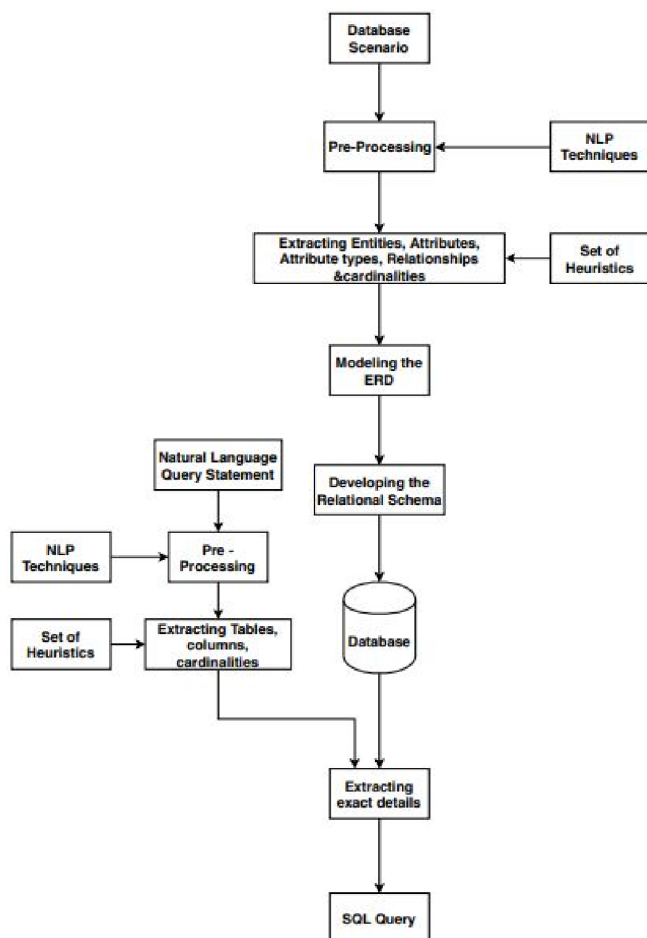 Database
Scenario
Pre-Processing
NLP
Techniques
Extracting Entities, Attributes,
Attribute types, Relationships
&cardinalities
Set of
Heuristics
Modeling the
ERD
Natural Language
Query Statement
Developing the
Relational Schema
NLP
Techniques
Pre -
Processing
Set of
Heuristics
Extracting Tables,
columns,
cardinalities
Database
Extracting
exact details
SQL Query